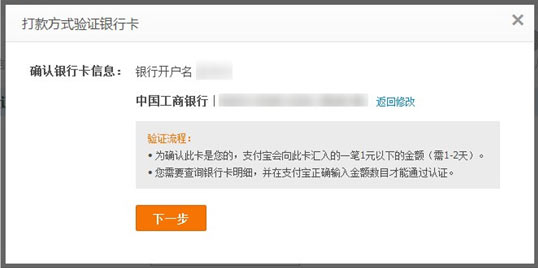 打款方式验证银行卡
确认银行卡信息： 银行开户名
中国工商银行 | 返回修改
验证流程：
• 为确认此卡是您的，支付宝会向此卡汇入的一笔1元以下的金额（需1-2天）。
• 您需要查询银行卡明细，并在支付宝正确输入金额数目才能通过认证。
下一步